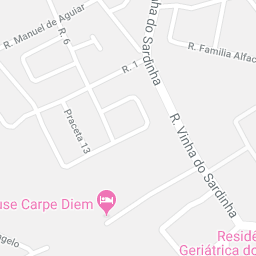 R. Manuel de Aguiar
R. 6
do Sardinha
R. Família Alfac
R. 1
Praceta 13
R. Vinha do Sardinha
use Carpe Diem
Resid
Geriátrica do
gelo